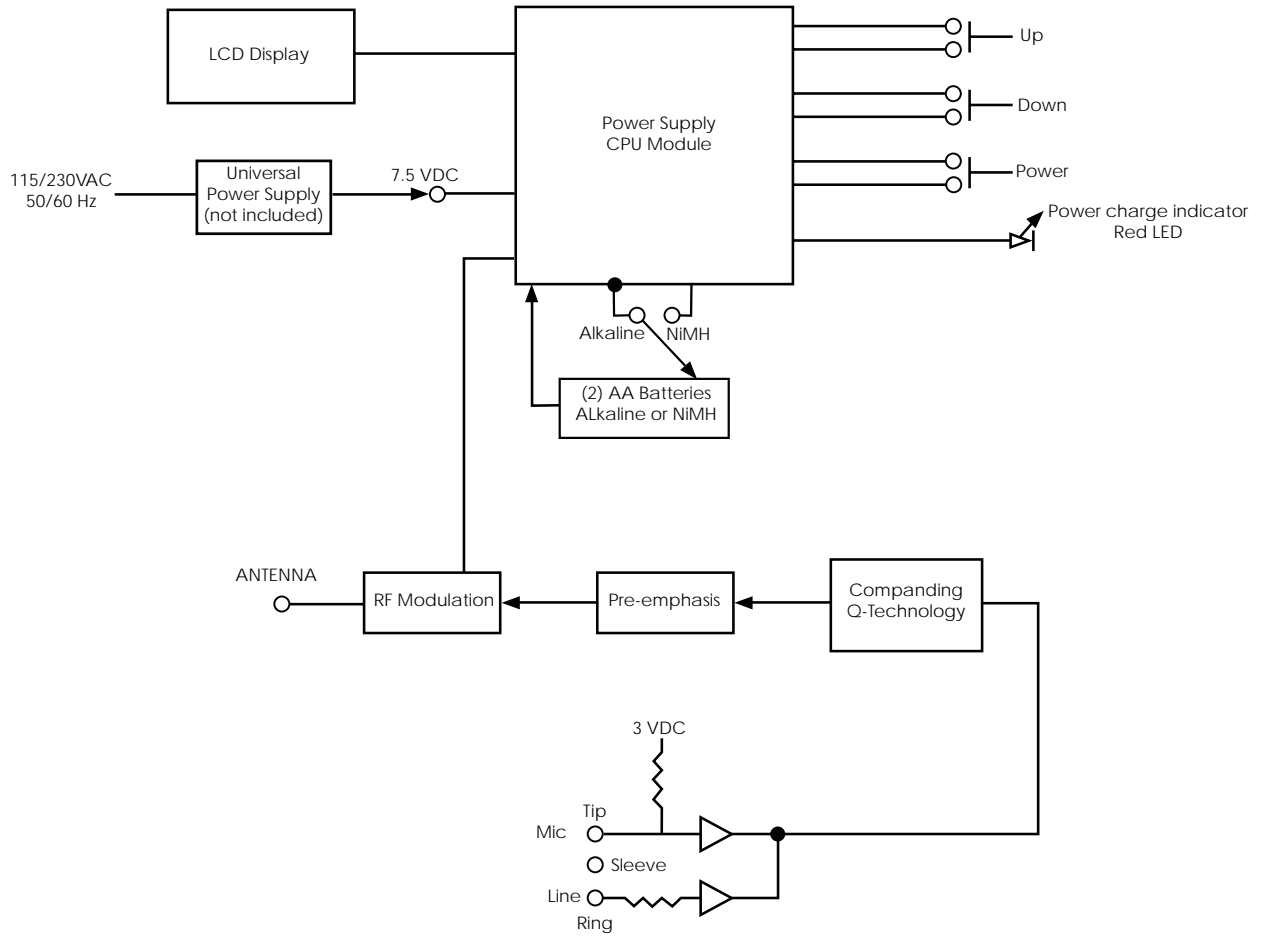 LCD Display
Power Supply
CPU Module
Up
Down
Power
Power charge indicator
Red LED
115/230VAC
50/60 Hz
Universal
Power Supply
(not included)
7.5 VDC
Alkaline
NiMH
(2) AA Batteries
ALkaline or NiMH
ANTENNA
RF Modulation
Pre-emphasis
Companding
Q-Technology
3 VDC
Tip
Mic
Sleeve
Line
Ring